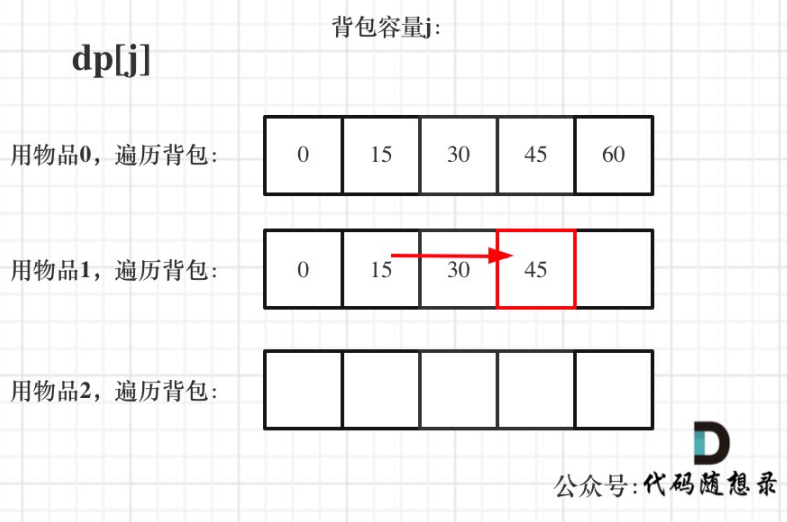 背包容量j:
dp[j]
用物品0，遍历背包: 0 15 30 45 60
用物品1，遍历背包: 0 15 30 45
用物品2，遍历背包:
D
公众号:代码随想录